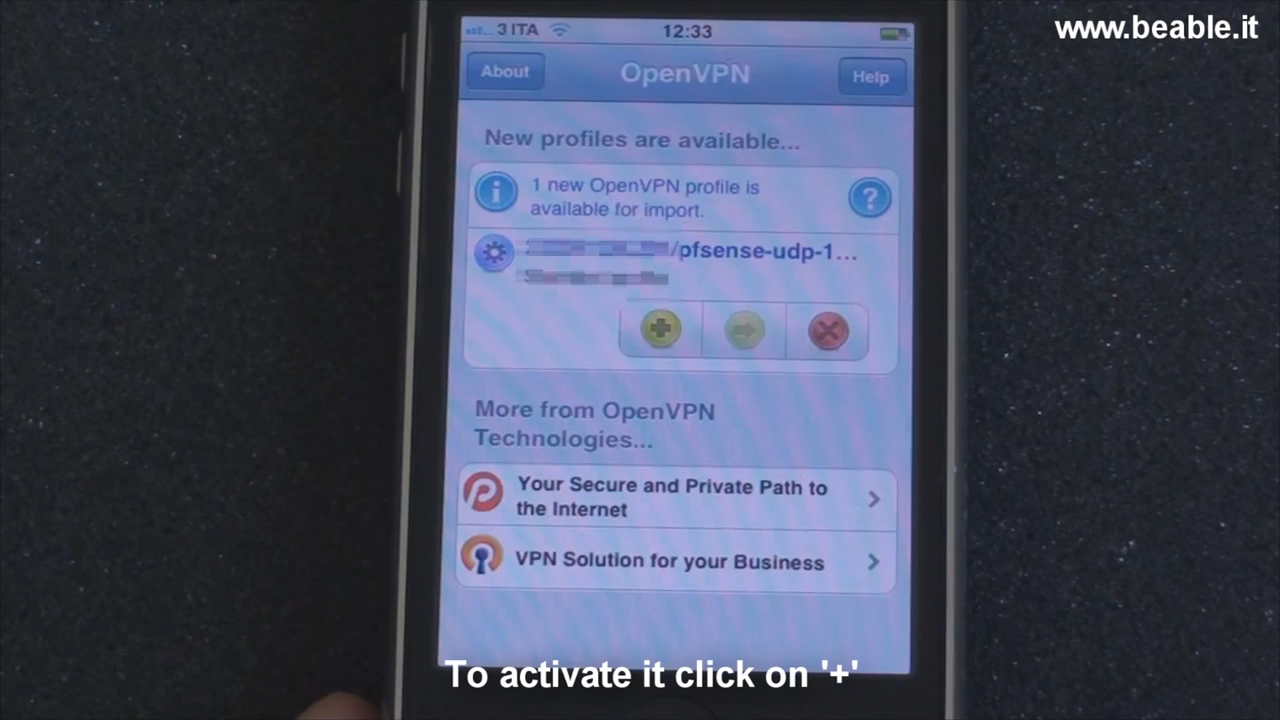 www.beable.it
3 ITA
12:33
About
OpenVPN
Help
New profiles are available...
1 new OpenVPN profile is
available for import.
/pfsense-udp-1...
More from OpenVPN
Technologies...
Your Secure and Private Path to
the Internet
VPN Solution for your Business
To activate it click on '+'